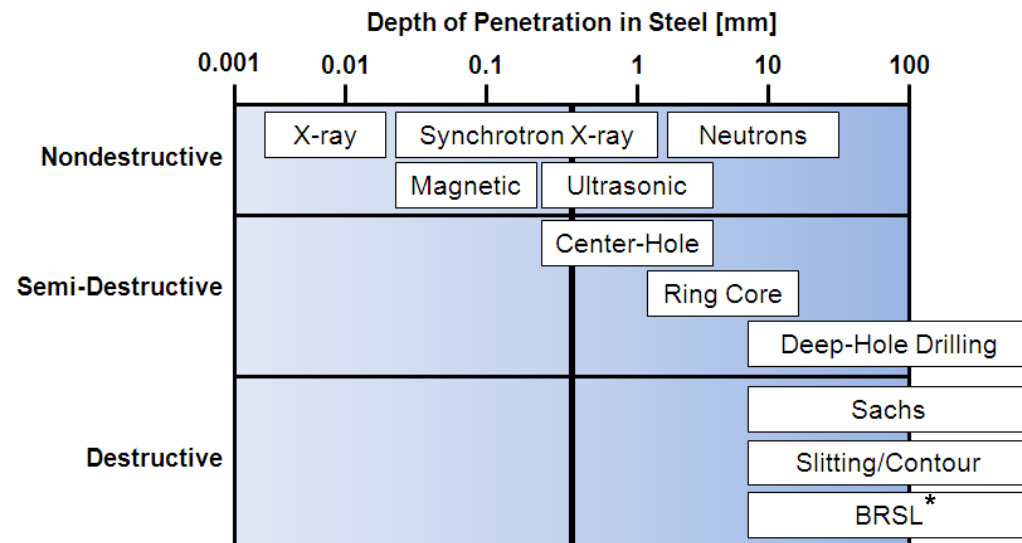 Depth of Penetration in Steel [mm]
0.001 0.01 0.1 1 10 100
Nondestructive
X-ray Synchrotron X-ray Neutrons
Magnetic Ultrasonic
Semi-Destructive
Center-Hole
Ring Core
Deep-Hole Drilling
Destructive
Sachs
Slitting/Contour
BRSL*